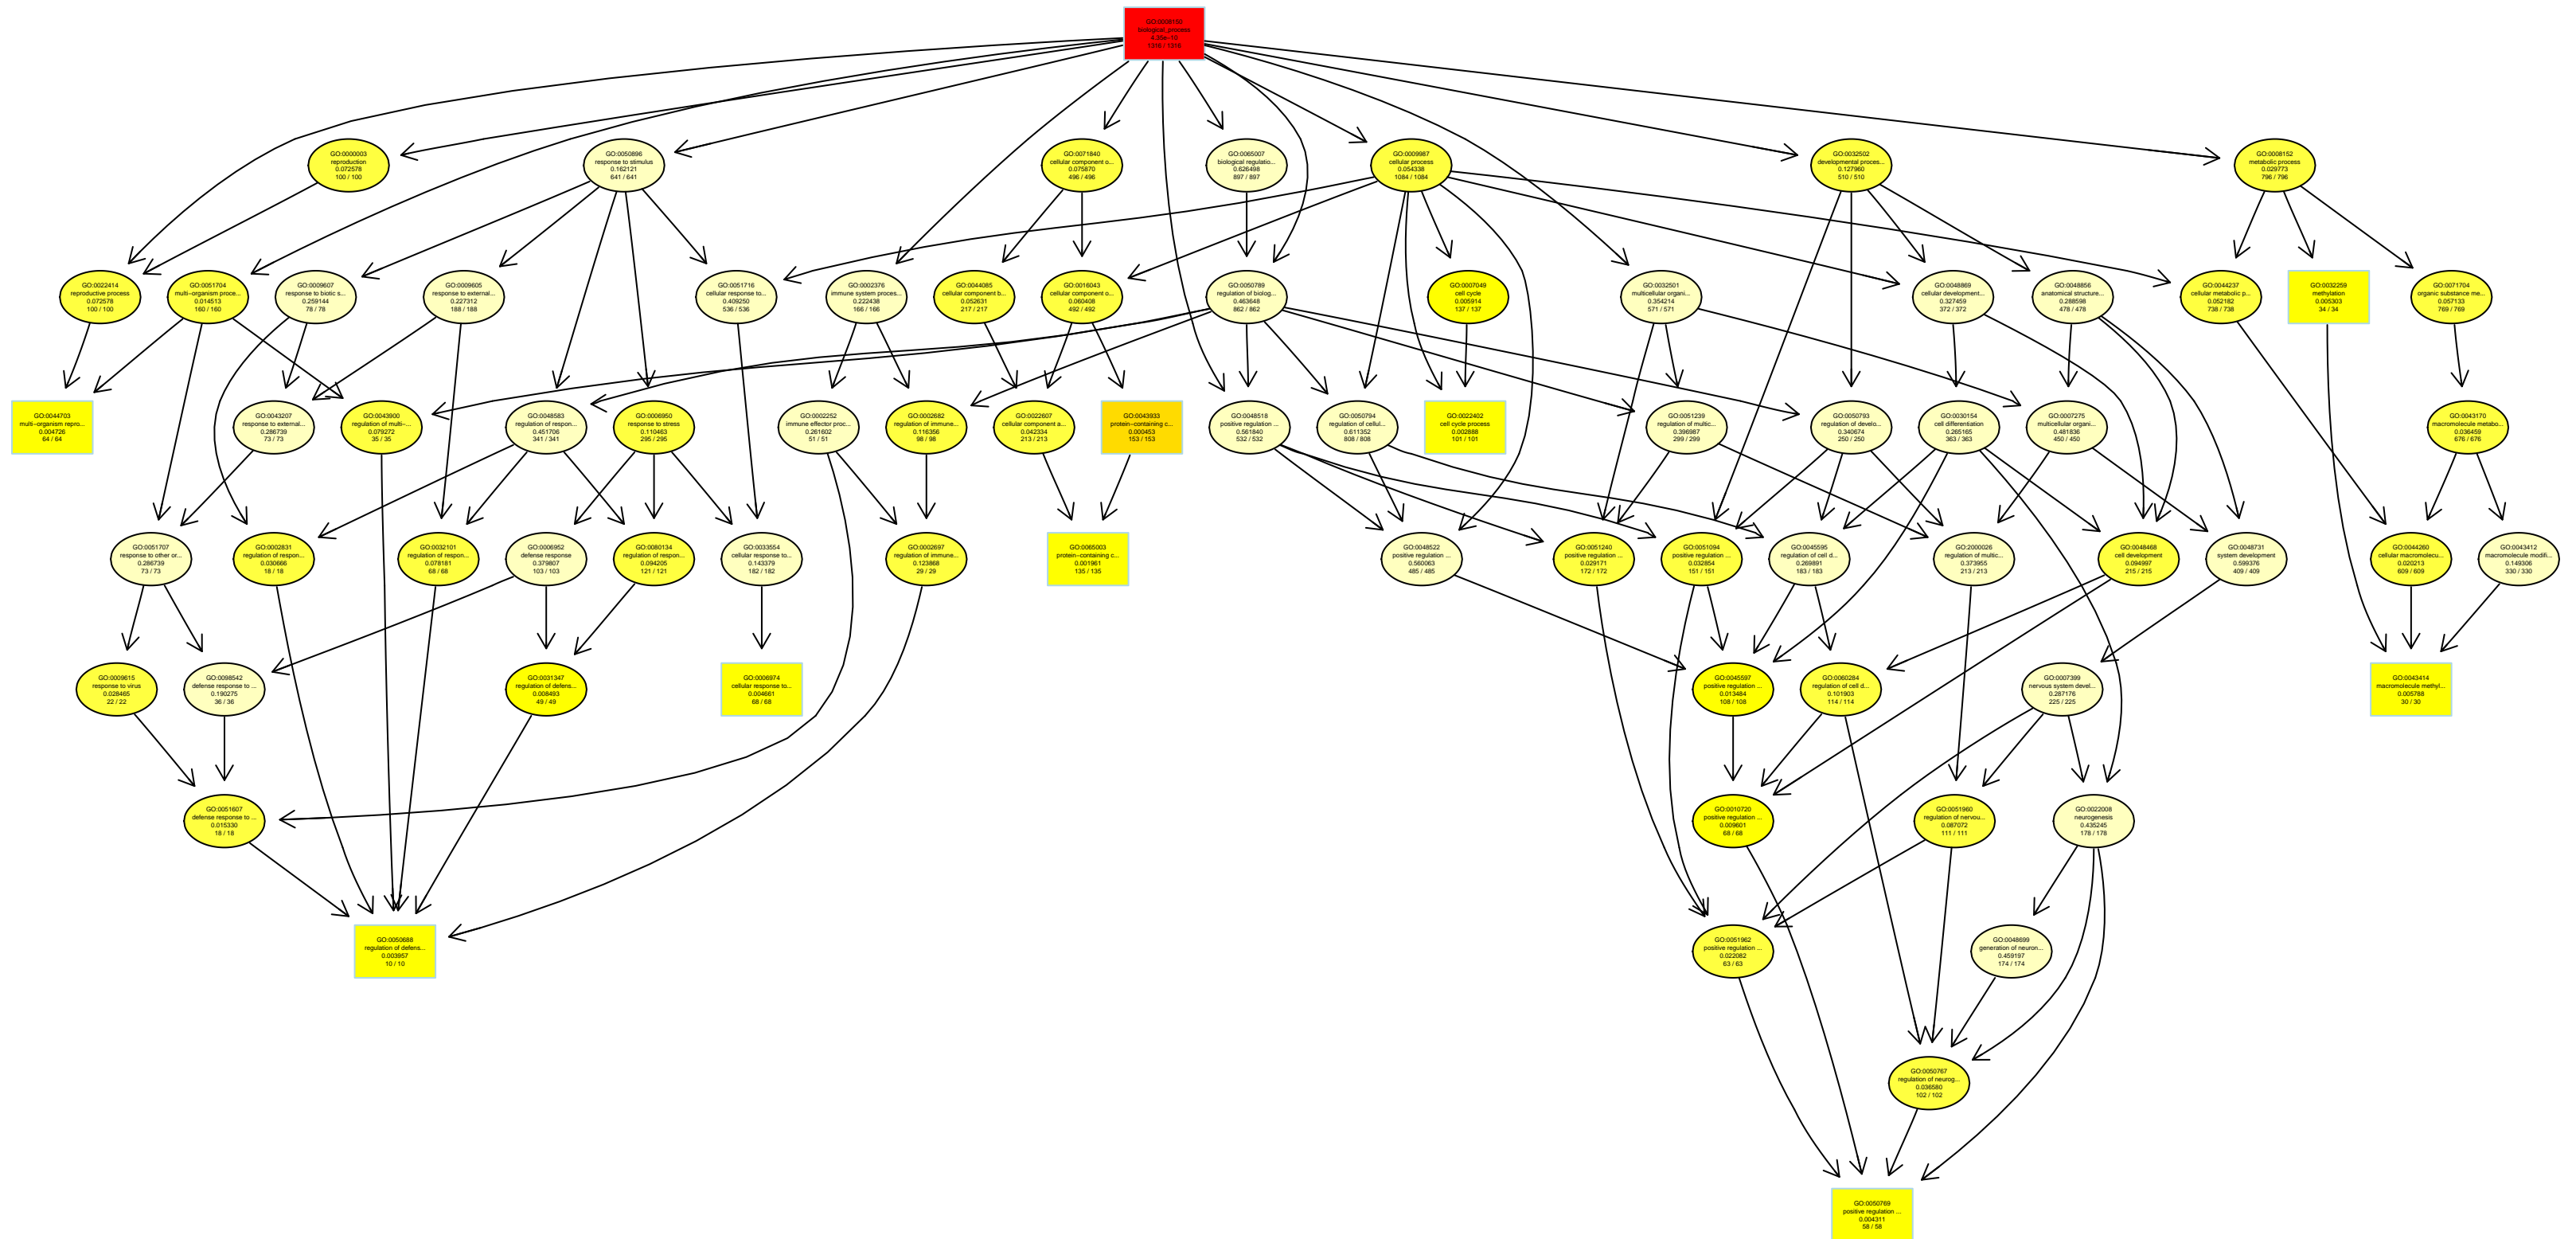 GO:0008150
biological_process
4.35e-10
1316 / 1316
GO:0000003
reproduction
0.072578
100 / 100
GO:0050896
response to stimulus
0.162121
641 / 641
GO:0071840
cellular component o...
0.075870
496 / 496
GO:0065007
biological regulatio...
0.626498
897 / 897
GO:0009987
cellular process
0.054338
1084 / 1084
GO:0032502
developmental proces...
0.127960
510 / 510
GO:0008152
metabolic process
0.029773
796 / 796
GO:0022414
reproductive process
0.072578
100 / 100
GO:0051704
multi-organism proce...
0.014513
160 / 160
GO:0009607
response to biotic s...
0.259144
78 / 78
GO:0009605
response to external...
0.227312
188 / 188
GO:0051716
cellular response to...
0.409250
536 / 536
GO:0002376
immune system proces...
0.222438
166 / 166
GO:0044085
cellular component b...
0.052631
217 / 217
GO:0016043
cellular component o...
0.060408
492 / 492
GO:0050789
regulation of biolog...
0.463648
862 / 862
GO:0007049
cell cycle
0.005914
137 / 137
GO:0032501
multicellular organi...
0.354214
571 / 571
GO:0048869
cellular development...
0.327459
372 / 372
GO:0048856
anatomical structure...
0.288598
478 / 478
GO:0044237
cellular metabolic p...
0.052182
738 / 738
GO:0032259
methylation
0.005303
34 / 34
GO:0071704
organic substance me...
0.057133
769 / 769
GO:0044703
multi-organism repro...
0.004726
64 / 64
GO:0043207
response to external...
0.286739
73 / 73
GO:0043900
regulation of multi-...
0.079272
35 / 35
GO:0048583
regulation of respon...
0.451706
341 / 341
GO:0006950
response to stress
0.110463
295 / 295
GO:0002252
immune effector proc...
0.261602
51 / 51
GO:0002682
regulation of immune...
0.116356
98 / 98
GO:0022607
cellular component a...
0.042334
213 / 213
GO:0043933
protein-containing c...
0.000453
153 / 153
GO:0048518
positive regulation ...
0.561840
532 / 532
GO:0050794
regulation of cellul...
0.611352
808 / 808
GO:0022402
cell cycle process
0.002888
101 / 101
GO:0051239
regulation of multic...
0.396987
299 / 299
GO:0050793
regulation of develo...
0.340674
250 / 250
GO:0030154
cell differentiation
0.265165
363 / 363
GO:0007275
multicellular organi...
0.481836
450 / 450
GO:0043170
macromolecule metabo...
0.036459
676 / 676
GO:0051707
response to other or...
0.286739
73 / 73
GO:0002831
regulation of respon...
0.030666
18 / 18
GO:0032101
regulation of respon...
0.078181
68 / 68
GO:0006952
defense response
0.379807
103 / 103
GO:0080134
regulation of respon...
0.094205
121 / 121
GO:0033554
cellular response to...
0.143379
182 / 182
GO:0002697
regulation of immune...
0.123868
29 / 29
GO:0065003
protein-containing c...
0.001961
135 / 135
GO:0048522
positive regulation ...
0.560063
485 / 485
GO:0051240
positive regulation ...
0.029171
172 / 172
GO:0051094
positive regulation ...
0.032854
151 / 151
GO:0045595
regulation of cell d...
0.269891
183 / 183
GO:2000026
regulation of multic...
0.373955
213 / 213
GO:0048468
cell development
0.094997
215 / 215
GO:0048731
system development
0.599376
409 / 409
GO:0044260
cellular macromolecu...
0.020213
609 / 609
GO:0043412
macromolecule modifi...
0.149306
330 / 330
GO:0009615
response to virus
0.028465
22 / 22
GO:0098542
defense response to ...
0.190275
36 / 36
GO:0031347
regulation of defens...
0.008493
49 / 49
GO:0006974
cellular response to...
0.004661
68 / 68
GO:0045597
positive regulation ...
0.013484
108 / 108
GO:0060284
regulation of cell d...
0.101903
114 / 114
GO:0007399
nervous system devel...
0.287176
225 / 225
GO:0043414
macromolecule methyl...
0.005788
30 / 30
GO:0051607
defense response to ...
0.015330
18 / 18
GO:0010720
positive regulation ...
0.009601
68 / 68
GO:0051960
regulation of nervou...
0.087072
111 / 111
GO:0022008
neurogenesis
0.435245
178 / 178
GO:0050688
regulation of defens...
0.003957
10 / 10
GO:0051962
positive regulation ...
0.022082
63 / 63
GO:0048699
generation of neuron...
0.459197
174 / 174
GO:0050767
regulation of neurog...
0.036580
102 / 102
GO:0050769
positive regulation ...
0.004311
58 / 58